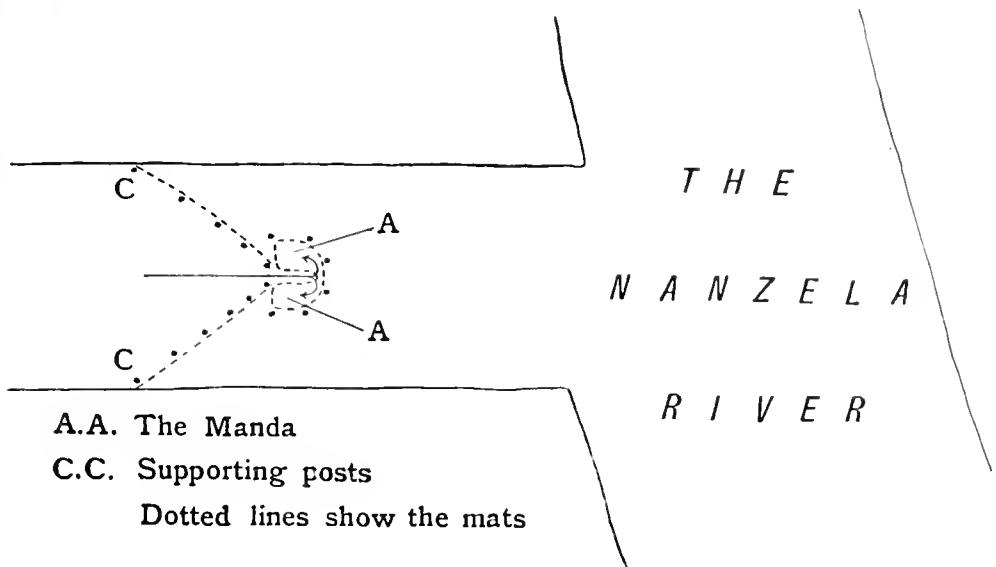 C
A
THE
NANZELA
RIVER
A
C
A.A. The Manda
C.C. Supporting posts
Dotted lines show the mats